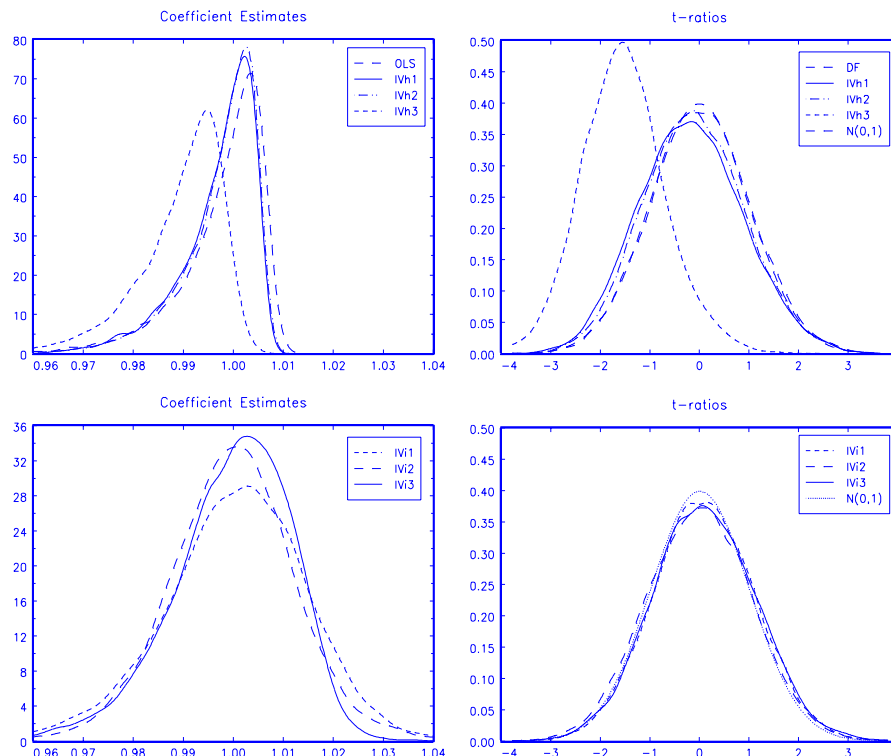 Coefficient Estimates
80
70
60
50
40
30
20
10
0
0.96 0.97 0.98 0.99 1.00 1.01 1.02 1.03 1.04
OLS
IVh1
IVh2
IVh3
t-ratios
0.50
0.45
0.40
0.35
0.30
0.25
0.20
0.15
0.10
0.05
0.00
-4 -3 -2 -1 0 1 2 3
DF
IVh1
IVh2
IVh3
N(0,1)
Coefficient Estimates
36
32
28
24
20
16
12
8
4
0
0.96 0.97 0.98 0.99 1.00 1.01 1.02 1.03 1.04
IVi1
IVi2
IVi3
t-ratios
0.50
0.45
0.40
0.35
0.30
0.25
0.20
0.15
0.10
0.05
0.00
-4 -3 -2 -1 0 1 2 3
IVi1
IVi2
IVi3
N(0,1)